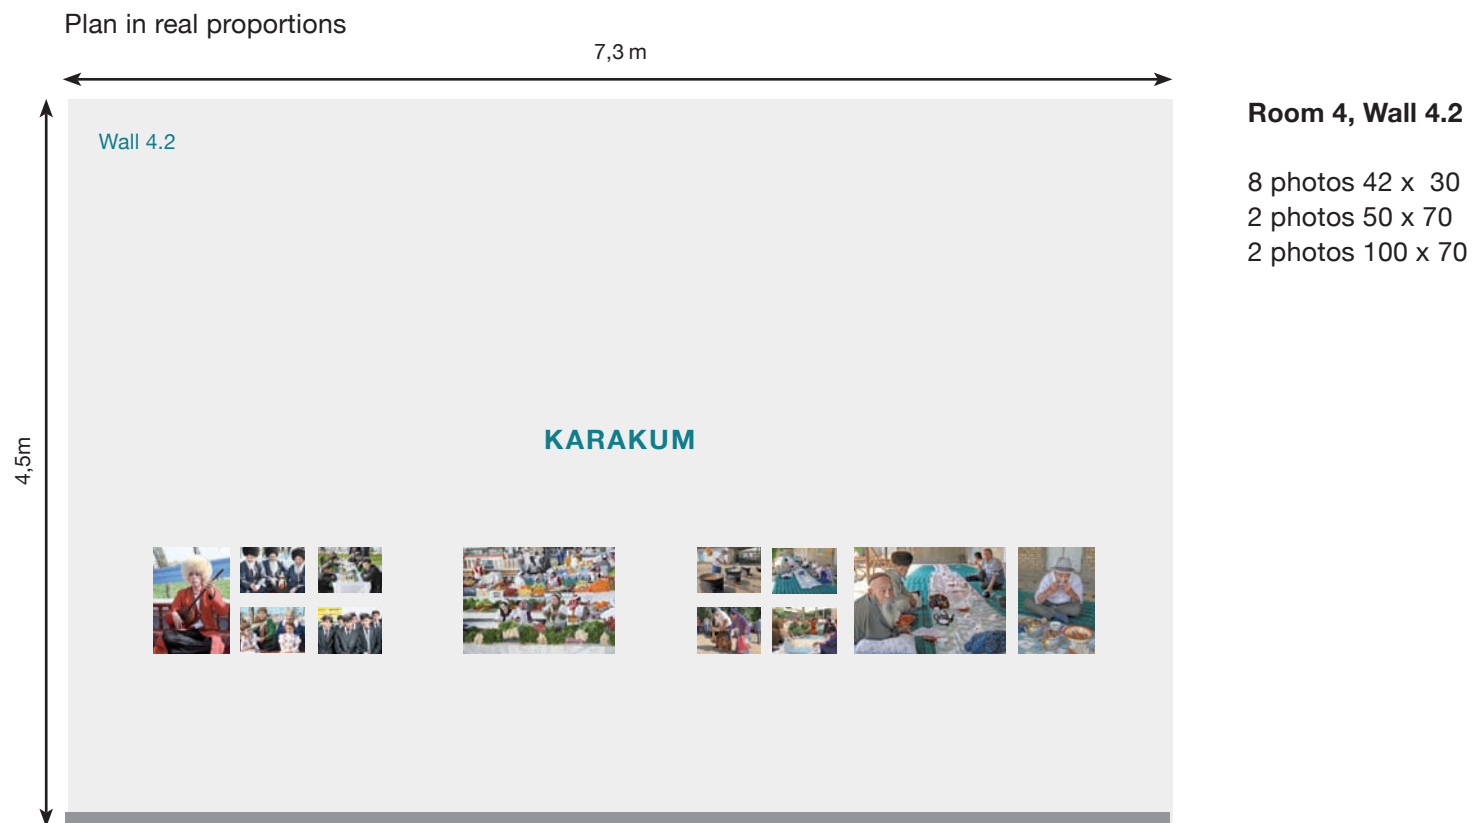 Plan in real proportions
7,3 m
Wall 4.2
4,5m
KARAKUM
Room 4, Wall 4.2
8 photos 42 x  30
2 photos 50 x 70
2 photos 100 x 70